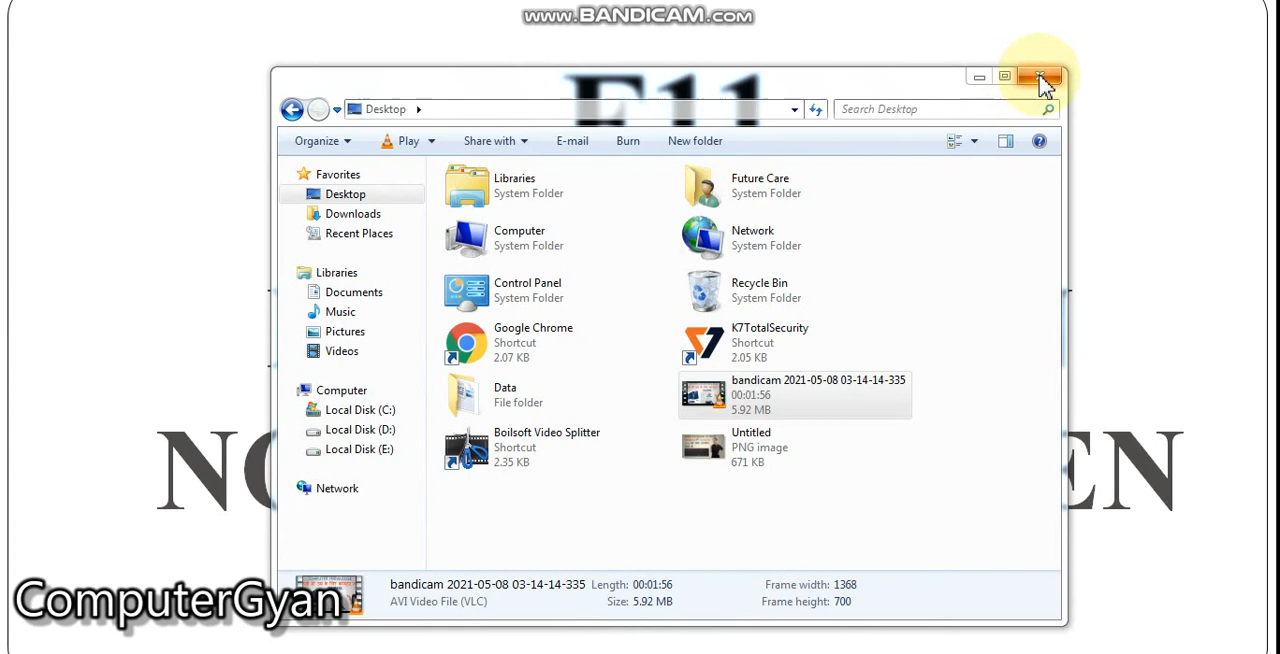 WWW.BANDICAM.COM
F11
Desktop
Search Desktop
Organize
Play
Share with
E-mail
Burn
New folder
Favorites
Desktop
Downloads
Recent Places
Libraries
Documents
Music
Pictures
Videos
Computer
Local Disk (C:)
Local Disk (D:)
Local Disk (E:)
Network
Libraries
System Folder
Future Care
System Folder
Computer
System Folder
Network
System Folder
Control Panel
System Folder
Recycle Bin
System Folder
Google Chrome
Shortcut
2.07 KB
K7TotalSecurity
Shortcut
2.05 KB
Data
File folder
bandicam 2021-05-08 03-14-14-335
00:01:56
5.92 MB
Boilsoft Video Splitter
Shortcut
2.35 KB
Untitled
PNG image
671 KB
bandicam 2021-05-08 03-14-14-335 Length: 00:01:56 Frame width: 1368
AVI Video File (VLC) Size: 5.92 MB Frame height: 700
ComputerGyan